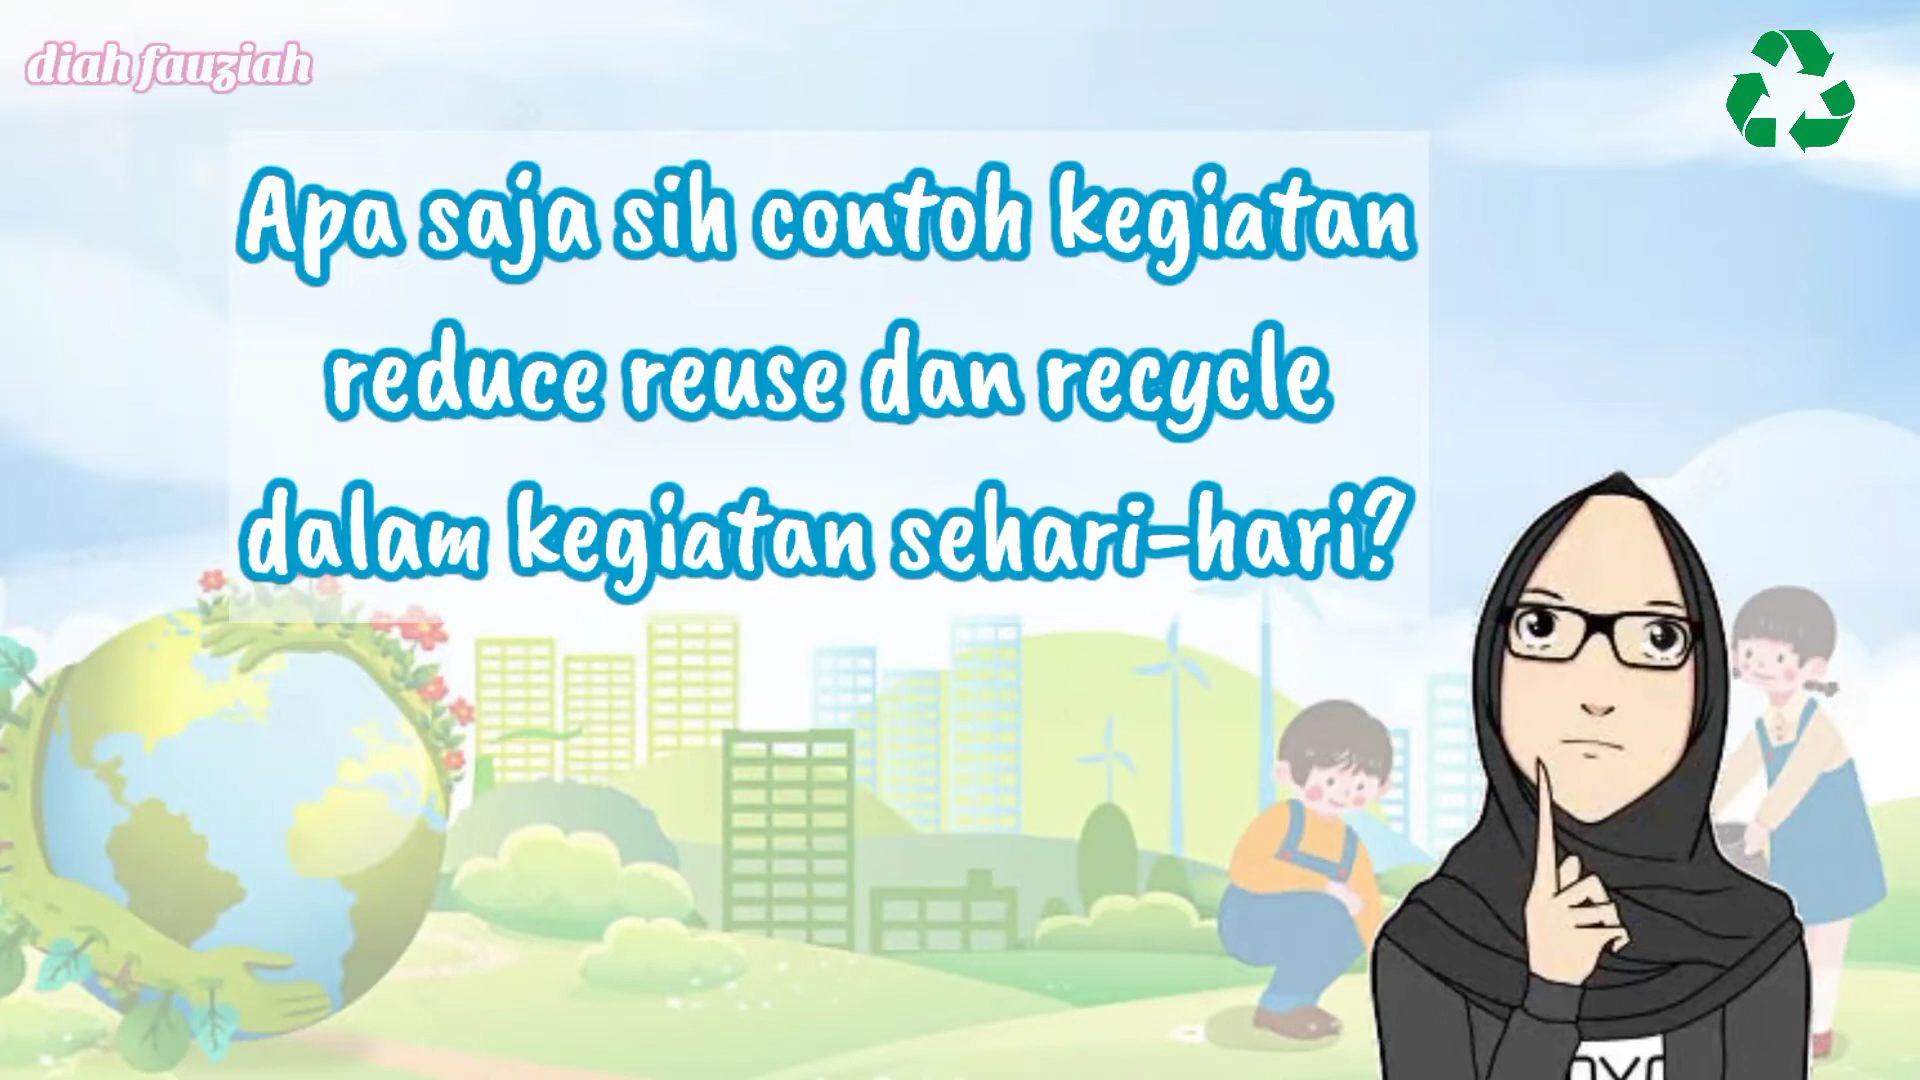 diah fauziah
Apa saja sih contoh kegiatan
reduce reuse dan recycle
dalam kegiatan sehari-hari?